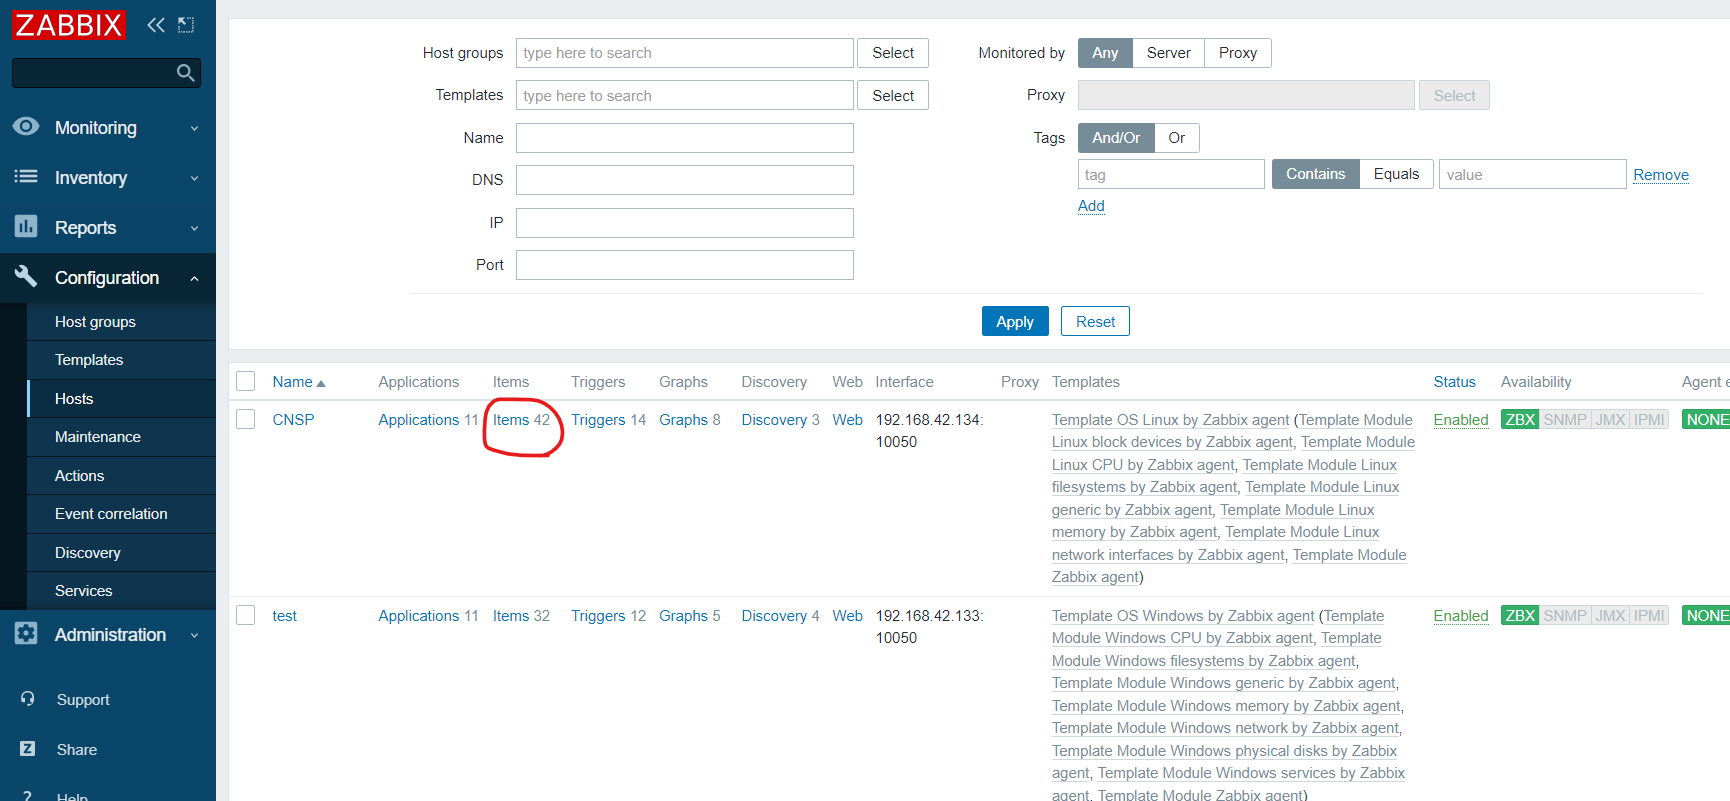 ZABBIX
Monitoring
Inventory
Reports
Configuration
Host groups
Templates
Hosts
Maintenance
Actions
Event correlation
Discovery
Services
Administration
Support
Z Share
? Help
Host groups type here to search Select
Templates type here to search Select
Name
DNS
IP
Port
Monitored by Any Server Proxy
Proxy Select
Tags And/Or Or
tag Contains Equals value Remove
Add
Apply Reset
Name Applications Items Triggers Graphs Discovery Web Interface Proxy Templates Status Availability Agent e
CNSP Applications 11 Items 42 Triggers 14 Graphs 8 Discovery 3 Web 192.168.42.134: Template OS Linux by Zabbix agent (Template Module Enabled ZBX SNMP JMX IPMI NONE
10050 Linux block devices by Zabbix agent, Template Module
Linux CPU by Zabbix agent, Template Module Linux
filesystems by Zabbix agent, Template Module Linux
generic by Zabbix agent, Template Module Linux
memory by Zabbix agent, Template Module Linux
network interfaces by Zabbix agent, Template Module
Zabbix agent)
test Applications 11 Items 32 Triggers 12 Graphs 5 Discovery 4 Web 192.168.42.133: Template OS Windows by Zabbix agent (Template Enabled ZBX SNMP JMX IPMI NONE
10050 Module Windows CPU by Zabbix agent, Template
Module Windows filesystems by Zabbix agent,
Template Module Windows generic by Zabbix agent,
Template Module Windows memory by Zabbix agent,
Template Module Windows network by Zabbix agent,
Template Module Windows physical disks by Zabbix
agent, Template Module Windows services by Zabbix
agent, Template Module Zabbix agent)